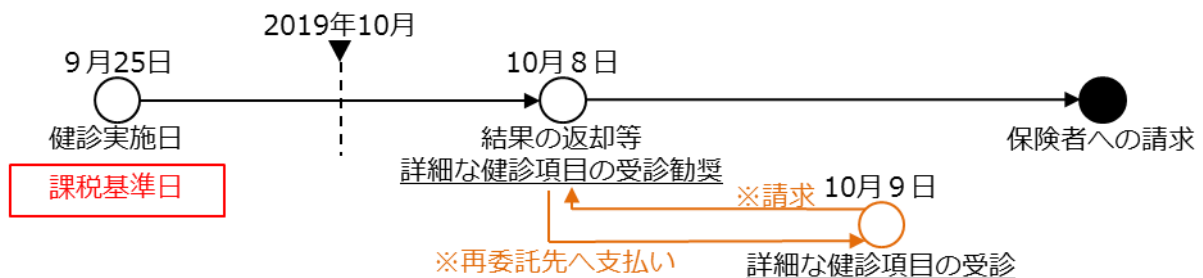 2019年10月
9月25日
10月8日
健診実施日
結果の返却等
保険者への請求
詳細な健診項目の受診勧奨
課税基準日
※請求
10月9日
※再委託先へ支払い
詳細な健診項目の受診